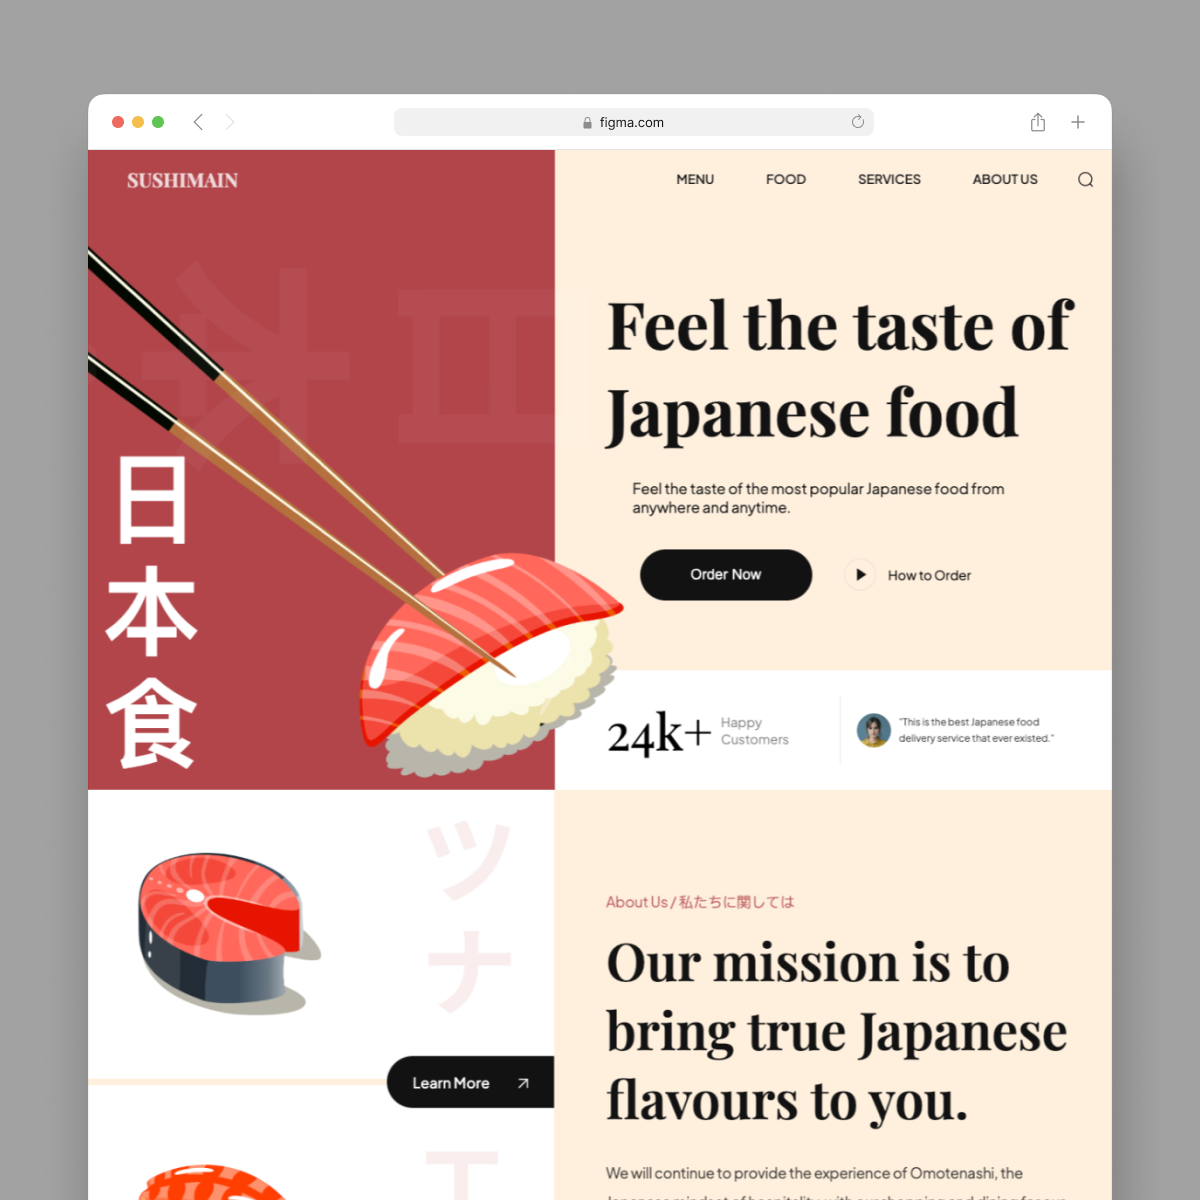 figma.com
SUSHIMAIN
MENU
FOOD
SERVICES
ABOUT US
日本
日
本
食
Feel the taste of
Japanese food
Feel the taste of the most popular Japanese food from
anywhere and anytime.
Order Now
How to Order
24k+
Happy
Customers
"This is the best Japanese food
delivery service that ever existed."
ツ
ナ
Learn More
エ
About Us / 私たちに関しては
Our mission is to
bring true Japanese
flavours to you.
We will continue to provide the experience of Omotenashi, the